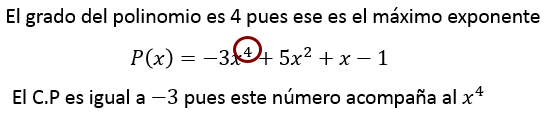 El grado del polinomio es 4 pues ese es el máximo exponente
P(x) = −3x⁴ + 5x² + x − 1
El C.P es igual a −3 pues este número acompaña al x⁴